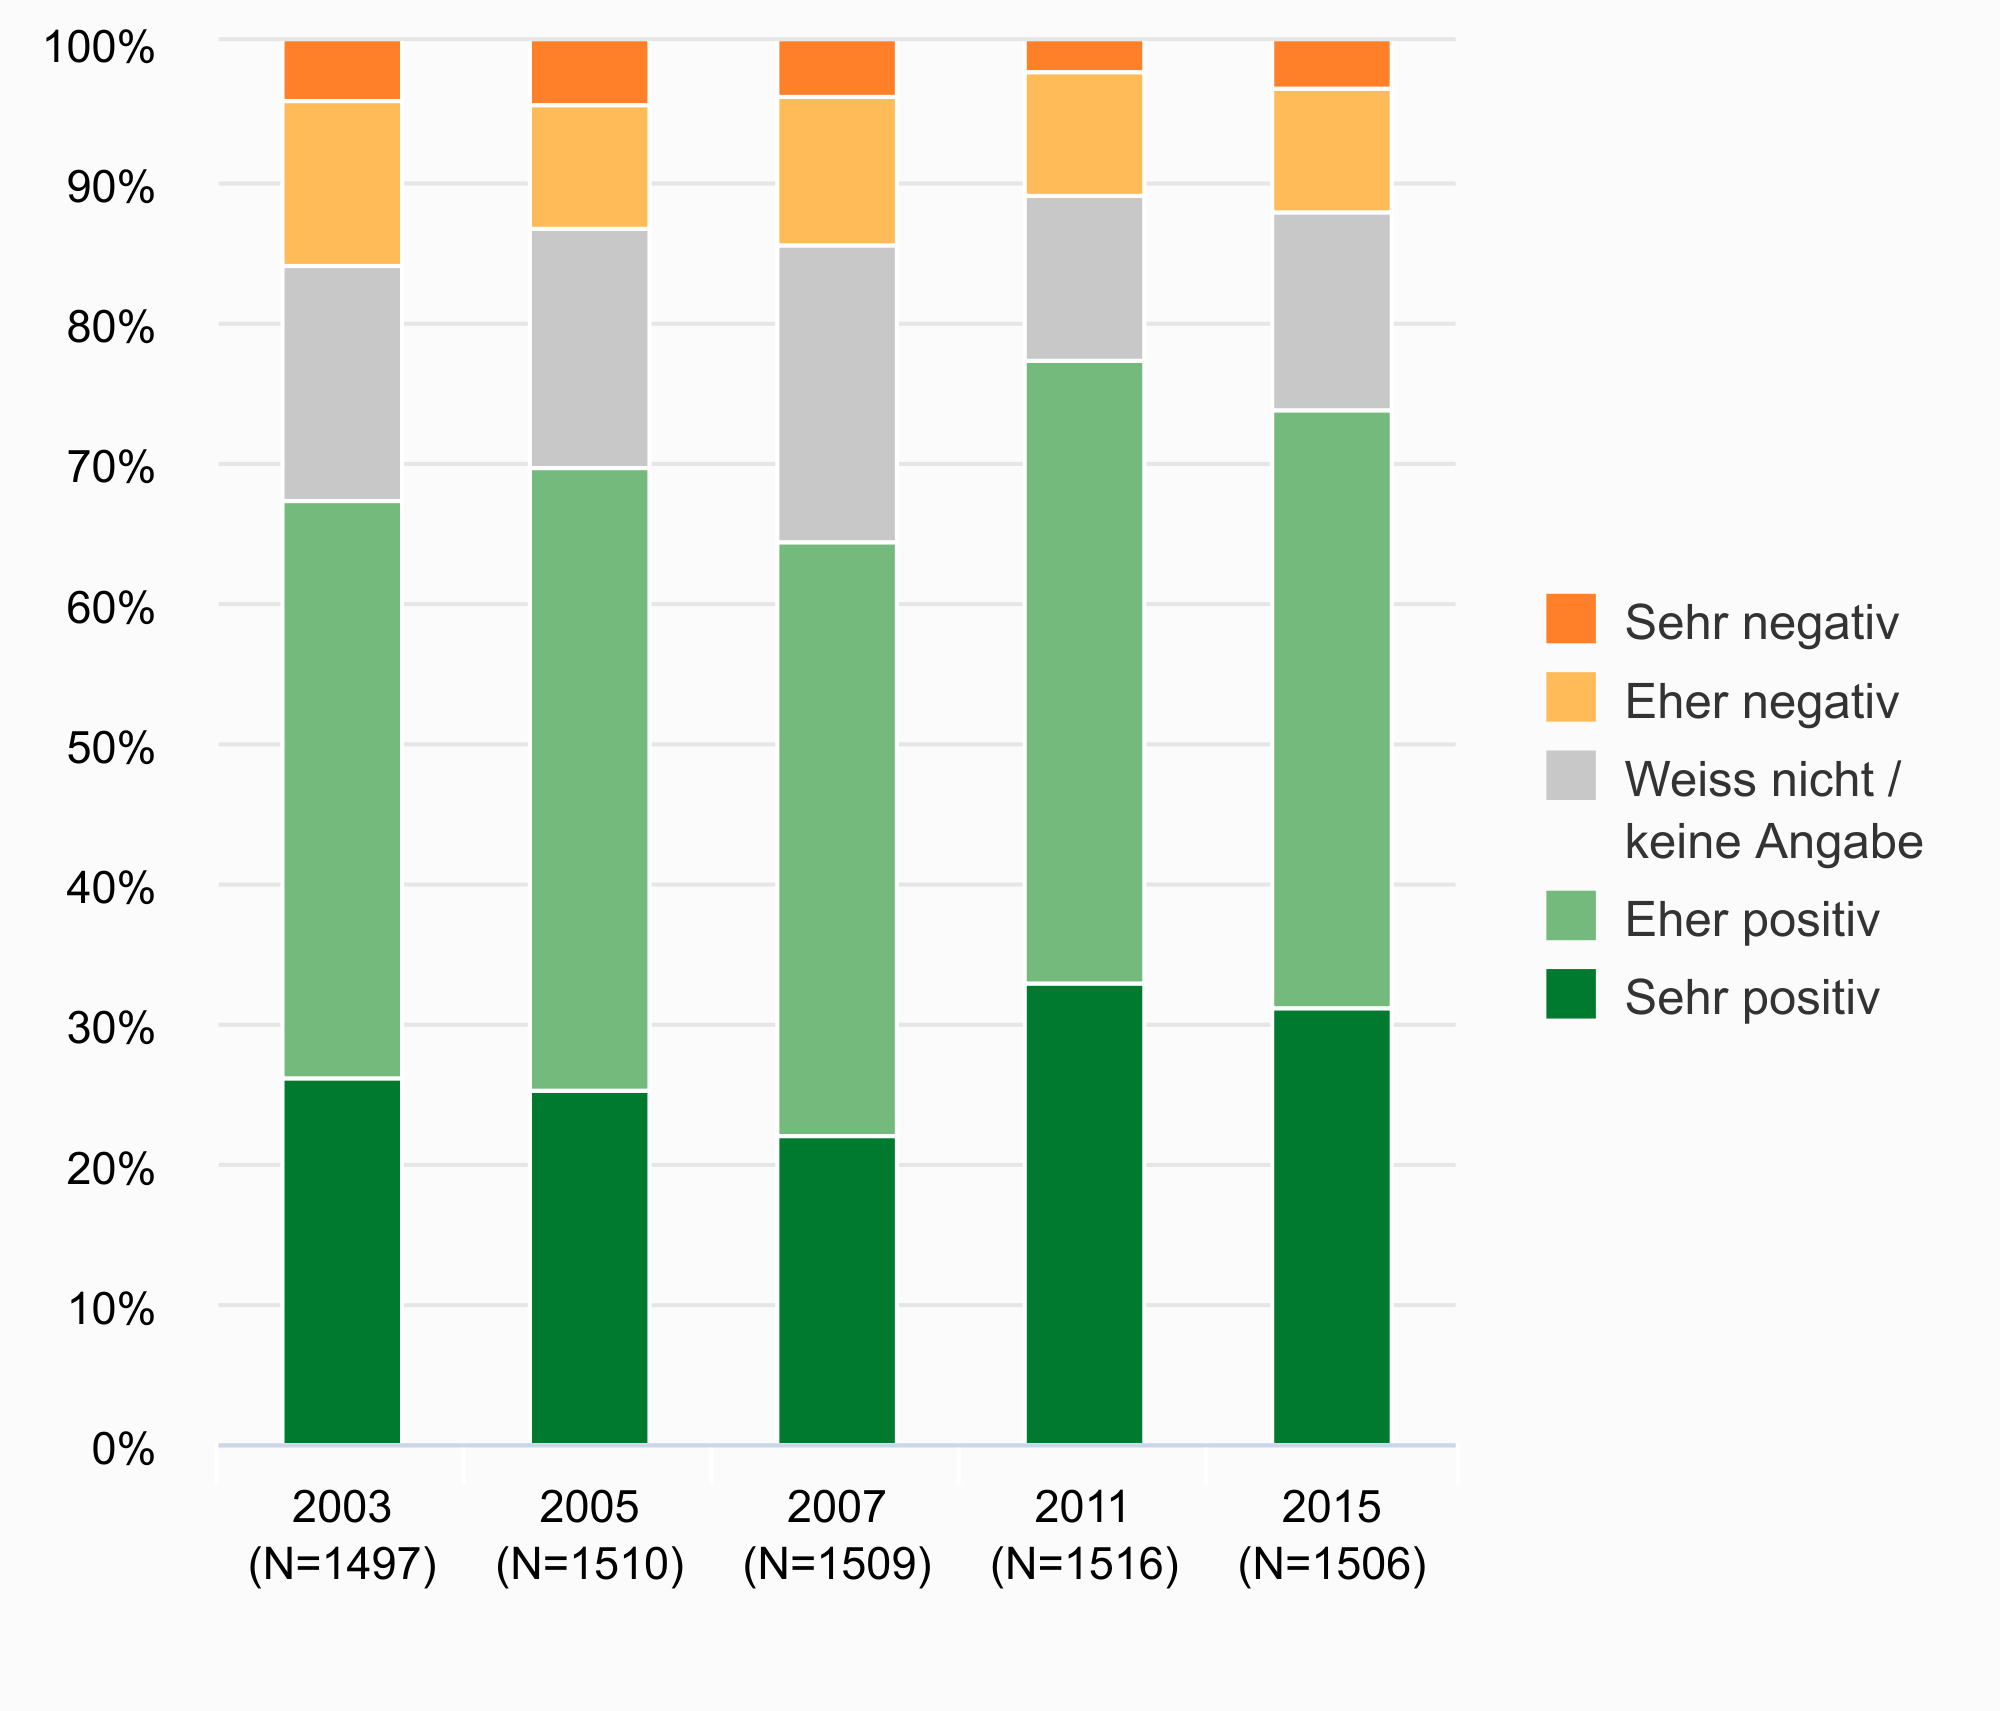 100%
90%
80%
70%
60%
50%
40%
30%
20%
10%
0%
2003
(N=1497)
2005
(N=1510)
2007
(N=1509)
2011
(N=1516)
2015
(N=1506)
Sehr negativ
Eher negativ
Weiss nicht /
keine Angabe
Eher positiv
Sehr positiv